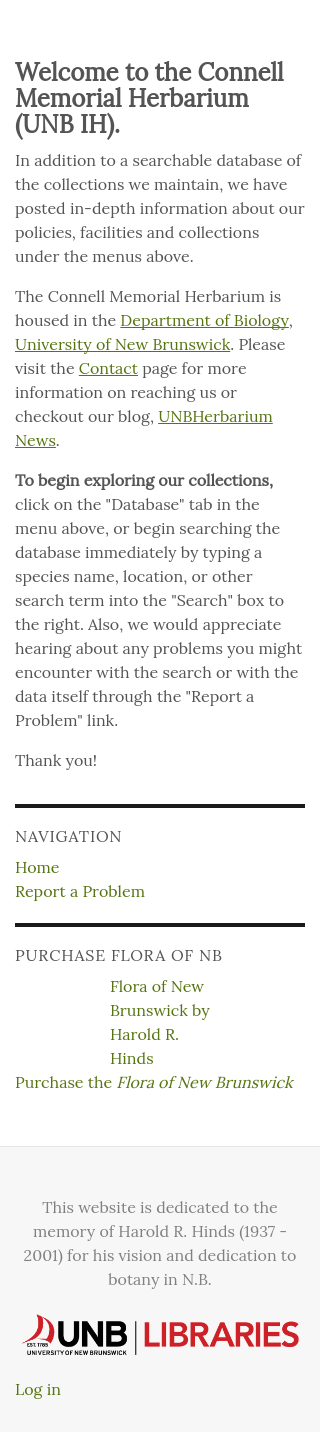 Welcome to the Connell
Memorial Herbarium
(UNB IH).
In addition to a searchable database of
the collections we maintain, we have
posted in-depth information about our
policies, facilities and collections
under the menus above.
The Connell Memorial Herbarium is
housed in the Department of Biology,
University of New Brunswick. Please
visit the Contact page for more
information on reaching us or
checkout our blog, UNBHerbarium
News.
To begin exploring our collections,
click on the "Database" tab in the
menu above, or begin searching the
database immediately by typing a
species name, location, or other
search term into the "Search" box to
the right. Also, we would appreciate
hearing about any problems you might
encounter with the search or with the
data itself through the "Report a
Problem" link.
Thank you!
NAVIGATION
Home
Report a Problem
PURCHASE FLORA OF NB
Flora of New
Brunswick by
Harold R.
Hinds
Purchase the Flora of New Brunswick
This website is dedicated to the
memory of Harold R. Hinds (1937 -
2001) for his vision and dedication to
botany in N.B.
EST. 1785 UNB | LIBRARIES
UNIVERSITY OF NEW BRUNSWICK
Log in